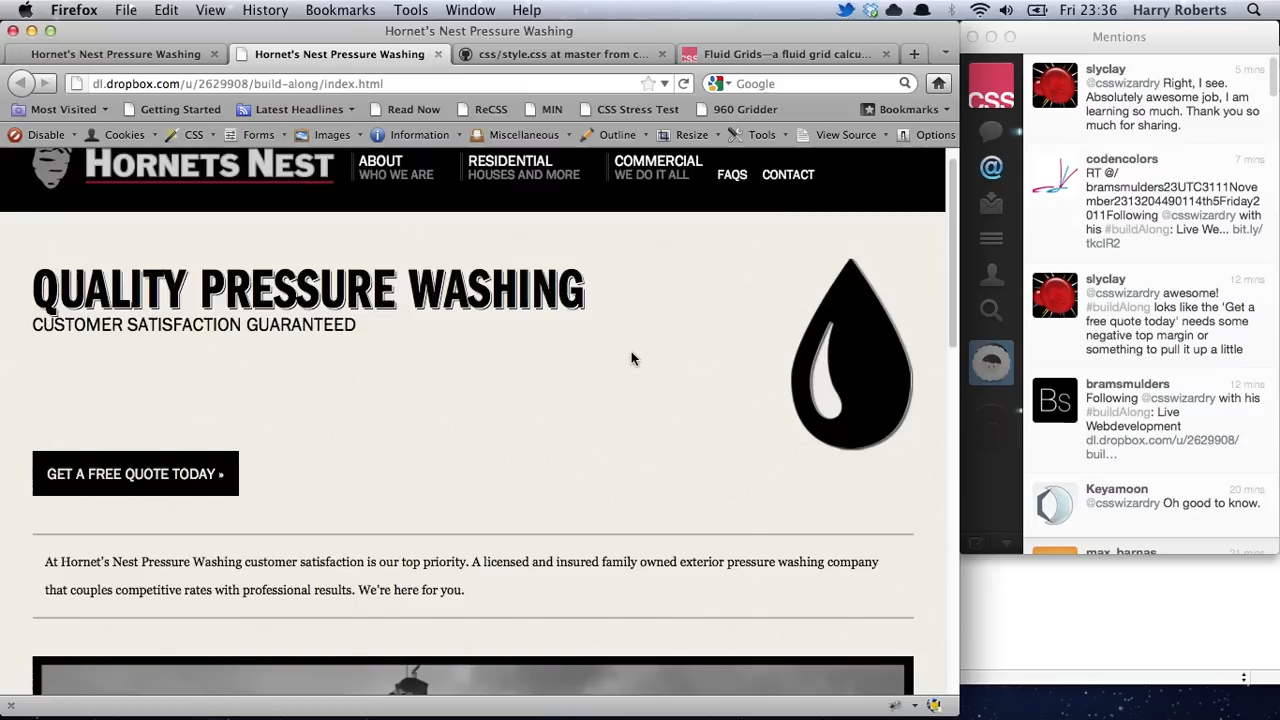 Firefox File Edit View History Bookmarks Tools Window Help
Fri 23:36 Harry Roberts
Hornet's Nest Pressure Washing
Hornet's Nest Pressure Washing
Hornet's Nest Pressure Washing
css/style.css at master from c...
Fluid Grids—a fluid grid calcu...
dl.dropbox.com/u/2629908/build-along/index.html
Google
Most Visited
Getting Started
Latest Headlines
Read Now
ReCSS
MIN
CSS Stress Test
960 Gridder
Bookmarks
Disable
Cookies
CSS
Forms
Images
Information
Miscellaneous
Outline
Resize
Tools
View Source
Options
HORNETS NEST
ABOUT
WHO WE ARE
RESIDENTIAL
HOUSES AND MORE
COMMERCIAL
WE DO IT ALL
FAQS
CONTACT
QUALITY PRESSURE WASHING
CUSTOMER SATISFACTION GUARANTEED
GET A FREE QUOTE TODAY »
At Hornet's Nest Pressure Washing customer satisfaction is our top priority. A licensed and insured family owned exterior pressure washing company
that couples competitive rates with professional results. We're here for you.
Mentions
CSS
slyclay 5 mins
@csswizardry Right, I see.
Absolutely awesome job, I am
learning so much. Thank you so
much for sharing.
codencolors 7 mins
RT @/
bramsmulders23UTC3111Nove
mber2313204490114th5Friday2
011Following @csswizardry with
his #buildAlong: Live We... bit.ly/
tkcIR2
slyclay 12 mins
@csswizardry awesome!
#buildAlong loks like the 'Get a
free quote today' needs some
negative top margin or
something to pull it up a little
bramsmulders 12 mins
Bs
Following @csswizardry with his
#buildAlong: Live
Webdevelopment
dl.dropbox.com/u/2629908/
buil...
Keyamoon 20 mins
@csswizardry Oh good to know.
max_barnas 21 mins